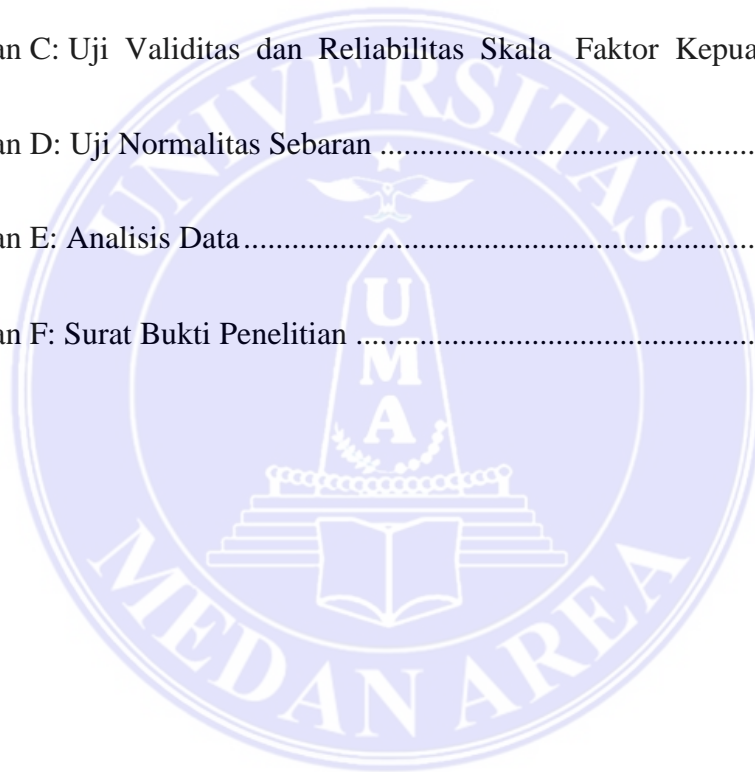 an C: Uji Validitas dan Reliabilitas Skala Faktor Kepua
an D: Uji Normalitas Sebaran ..............................................
an E: Analisis Data...............................................................
an F: Surat Bukti Penelitian .................................................
UNIVERSITAS
UMA
MEDAN AREA